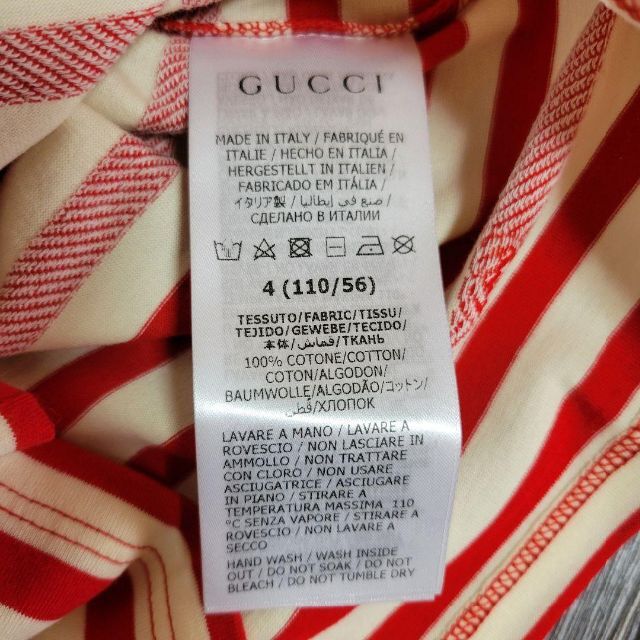 GUCCI
MADE IN ITALY / FABRIQUÉ EN
ITALIE / HECHO EN ITALIA /
HERGESTELLT IN ITALIEN /
FABRICADO EM ITÁLIA /
イタリア製 / صنع في إيطاليا /
СДЕЛАНО В ИТАЛИИ
4 (110/56)
TESSUTO/FABRIC/TISSU/
TEJIDO/GEWEBE/TECIDO/
本体/قماش/ТКАНЬ
100% COTONE/COTTON/
COTON/ALGODON/
BAUMWOLLE/ALGODÃO/コットン/
قطن/ХЛОПОК
LAVARE A MANO / LAVARE A
ROVESCIO / NON LASCIARE IN
AMMOLLO / NON TRATTARE
CON CLORO / NON USARE
ASCIUGATRICE / ASCIUGARE
IN PIANO / STIRARE A
TEMPERATURA MASSIMA 110
°C SENZA VAPORE / STIRARE A
ROVESCIO / NON LAVARE A
SECCO
HAND WASH / WASH INSIDE
OUT / DO NOT SOAK / DO NOT
BLEACH / DO NOT TUMBLE DRY